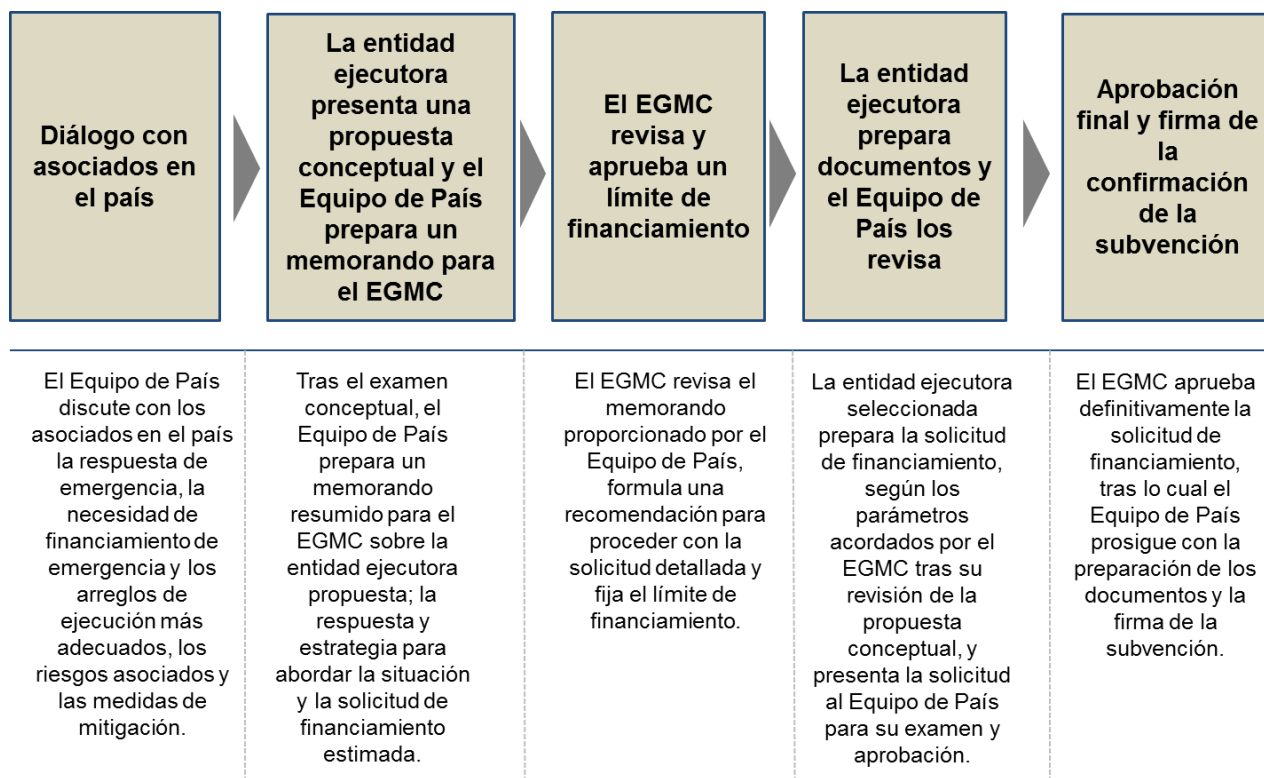 Diálogo con
asociados en
el país
La entidad
ejecutora
presenta una
propuesta
conceptual y el
Equipo de País
prepara un
memorando para
el EGMC
El EGMC
revisa y
aprueba un
límite de
financiamiento
La entidad
ejecutora
prepara
documentos y
el Equipo de
País los
revisa
Aprobación
final y firma de
la
confirmación
de la
subvención
El Equipo de País
discute con los
asociados en el país
la respuesta de
emergencia, la
necesidad de
financiamiento de
emergencia y los
arreglos de
ejecución más
adecuados, los
riesgos asociados y
las medidas de
mitigación.
Tras el examen
conceptual, el
Equipo de País
prepara un
memorando
resumido para el
EGMC sobre la
entidad ejecutora
propuesta; la
respuesta y
estrategia para
abordar la situación
y la solicitud de
financiamiento
estimada.
El EGMC revisa el
memorando
proporcionado por el
Equipo de País,
formula una
recomendación para
proceder con la
solicitud detallada y
fija el límite de
financiamiento.
La entidad ejecutora
seleccionada
prepara la solicitud
de financiamiento,
según los
parámetros
acordados por el
EGMC tras su
revisión de la
propuesta
conceptual, y
presenta la solicitud
al Equipo de País
para su examen y
aprobación.
El EGMC aprueba
definitivamente la
solicitud de
financiamiento,
tras lo cual el
Equipo de País
prosigue con la
preparación de los
documentos y la
firma de la
subvención.